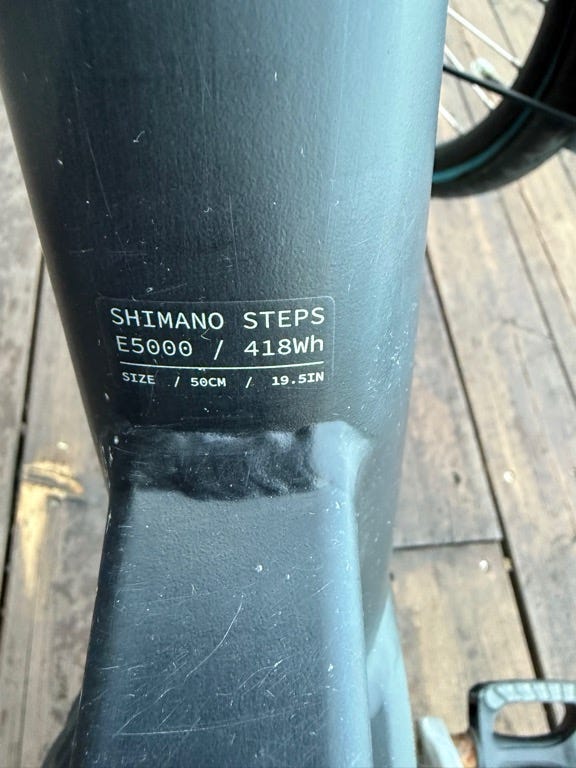 SHIMANO STEPS
E5000 / 418Wh
SIZE / 50CM / 19.5IN